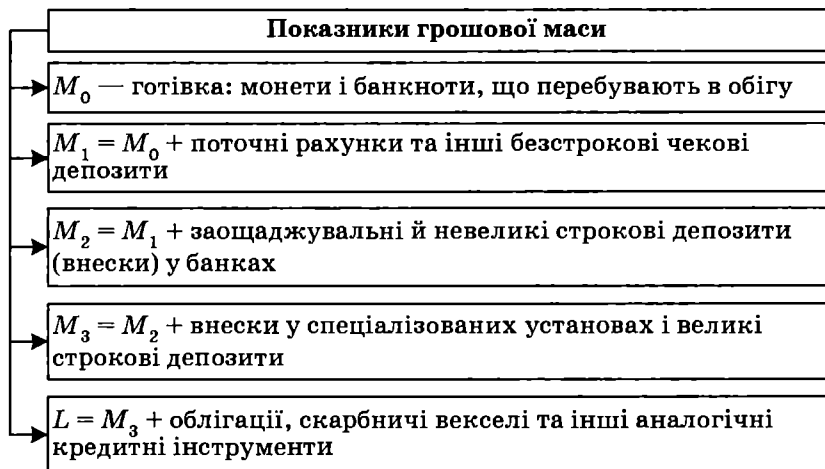 Показники грошової маси
M₀ — готівка: монети і банкноти, що перебувають в обігу
M₁ = M₀ + поточні рахунки та інші безстрокові чекові
депозити
M₂ = M₁ + заощаджувальні й невеликі строкові депозити
(внески) у банках
M₃ = M₂ + внески у спеціалізованих установах і великі
строкові депозити
L = M₃ + облігації, скарбничі векселі та інші аналогічні
кредитні інструменти